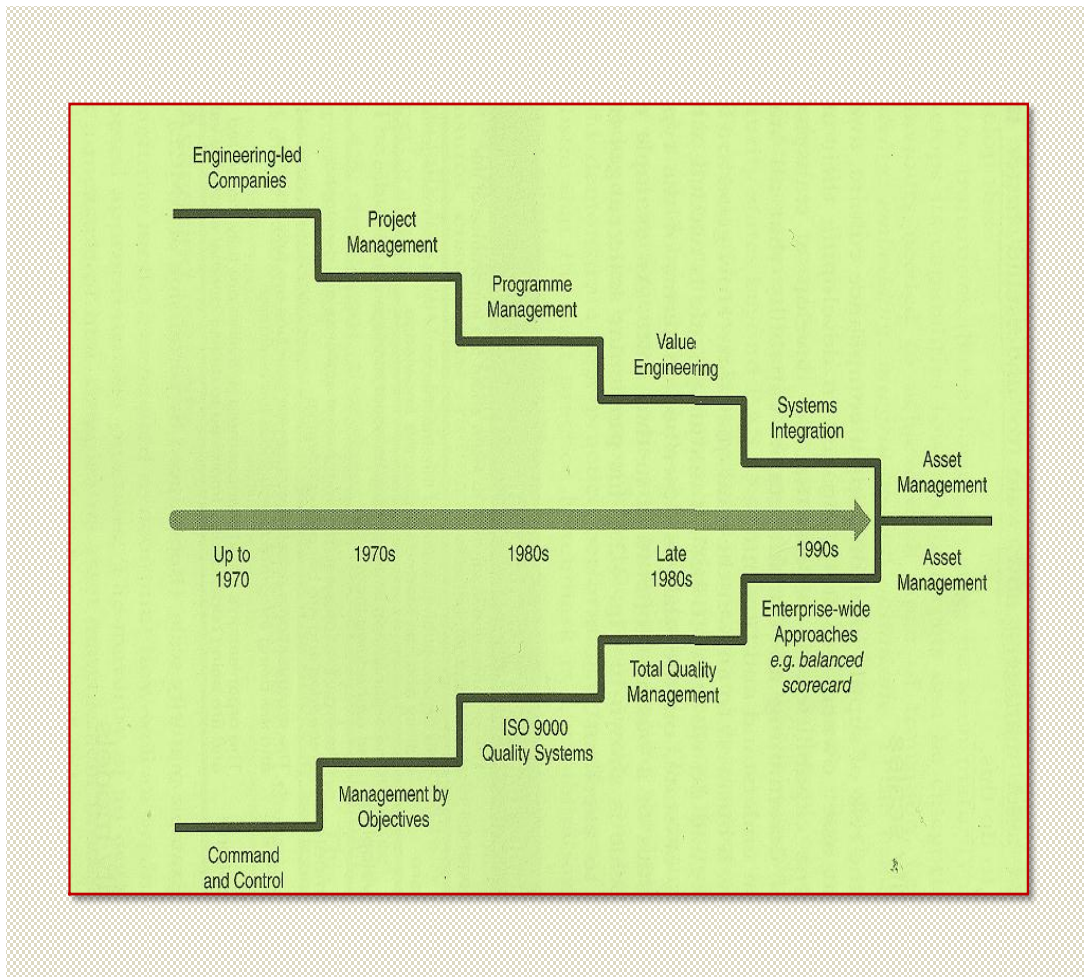 Engineering-led
Companies
Project
Management
Programme
Management
Value
Engineering
Systems
Integration
Asset
Management
Up to
1970
1970s
1980s
Late
1980s
1990s
Asset
Management
Enterprise-wide
Approaches
e.g. balanced
scorecard
Total Quality
Management
ISO 9000
Quality Systems
Management by
Objectives
Command
and Control